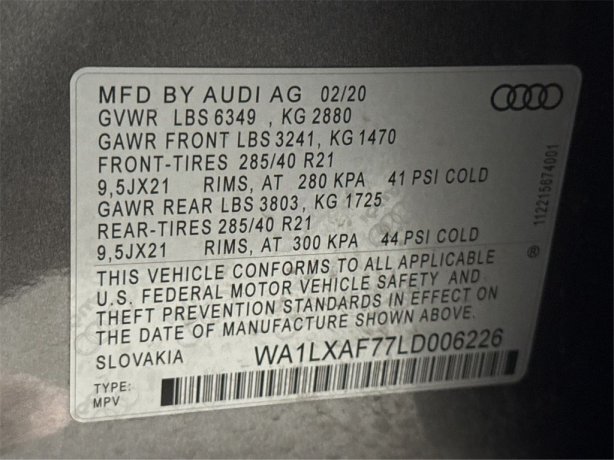 MFD BY AUDI AG 02/20
GVWR LBS 6349 , KG 2880
GAWR FRONT LBS 3241, KG 1470
FRONT-TIRES 285/40 R21
9,5JX21 RIMS, AT 280 KPA 41 PSI COLD
GAWR REAR LBS 3803, KG 1725
REAR-TIRES 285/40 R21
9,5JX21 RIMS, AT 300 KPA 44 PSI COLD
THIS VEHICLE CONFORMS TO ALL APPLICABLE
U.S. FEDERAL MOTOR VEHICLE SAFETY AND
THEFT PREVENTION STANDARDS IN EFFECT ON
THE DATE OF MANUFACTURE SHOWN ABOVE.
SLOVAKIA WA1LXAF77LD006226
TYPE:
MPV
112215674001
®